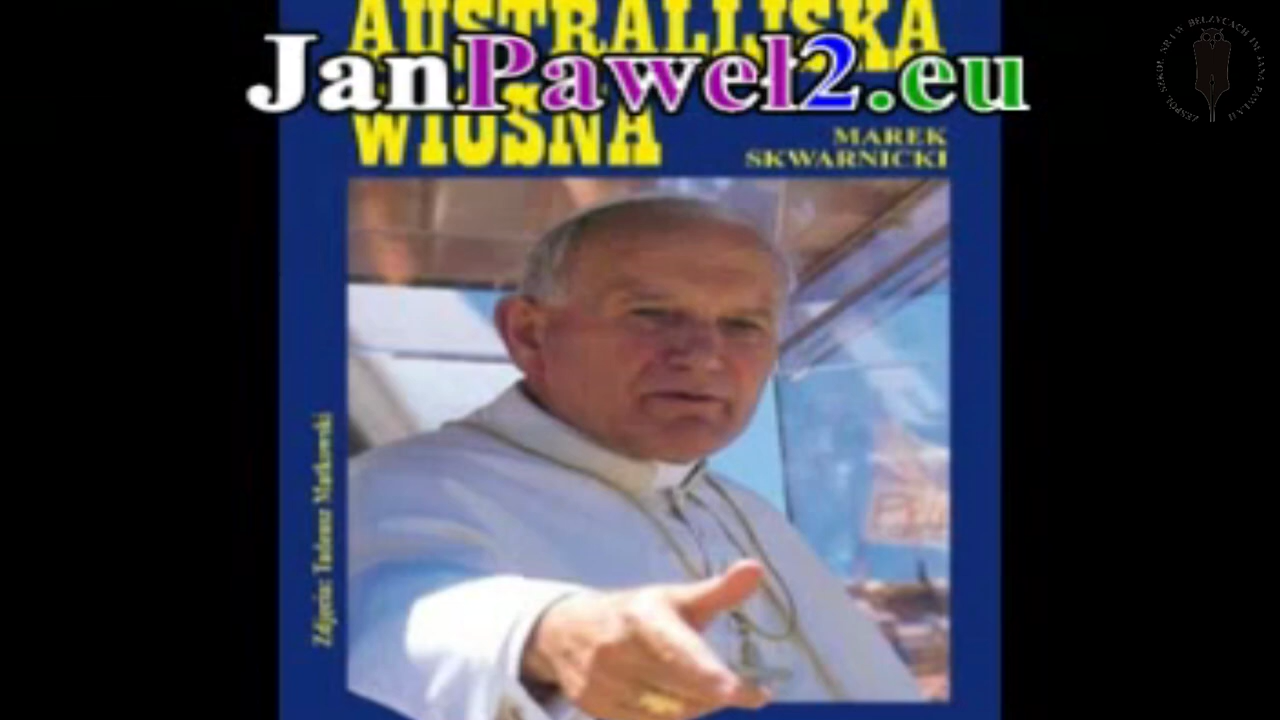 AUSTRALIJSKA
JanPaweł2.eu
WIOSNA
MAREK
SKWARNICKI
Zdjęcia: Tadeusz Markowski